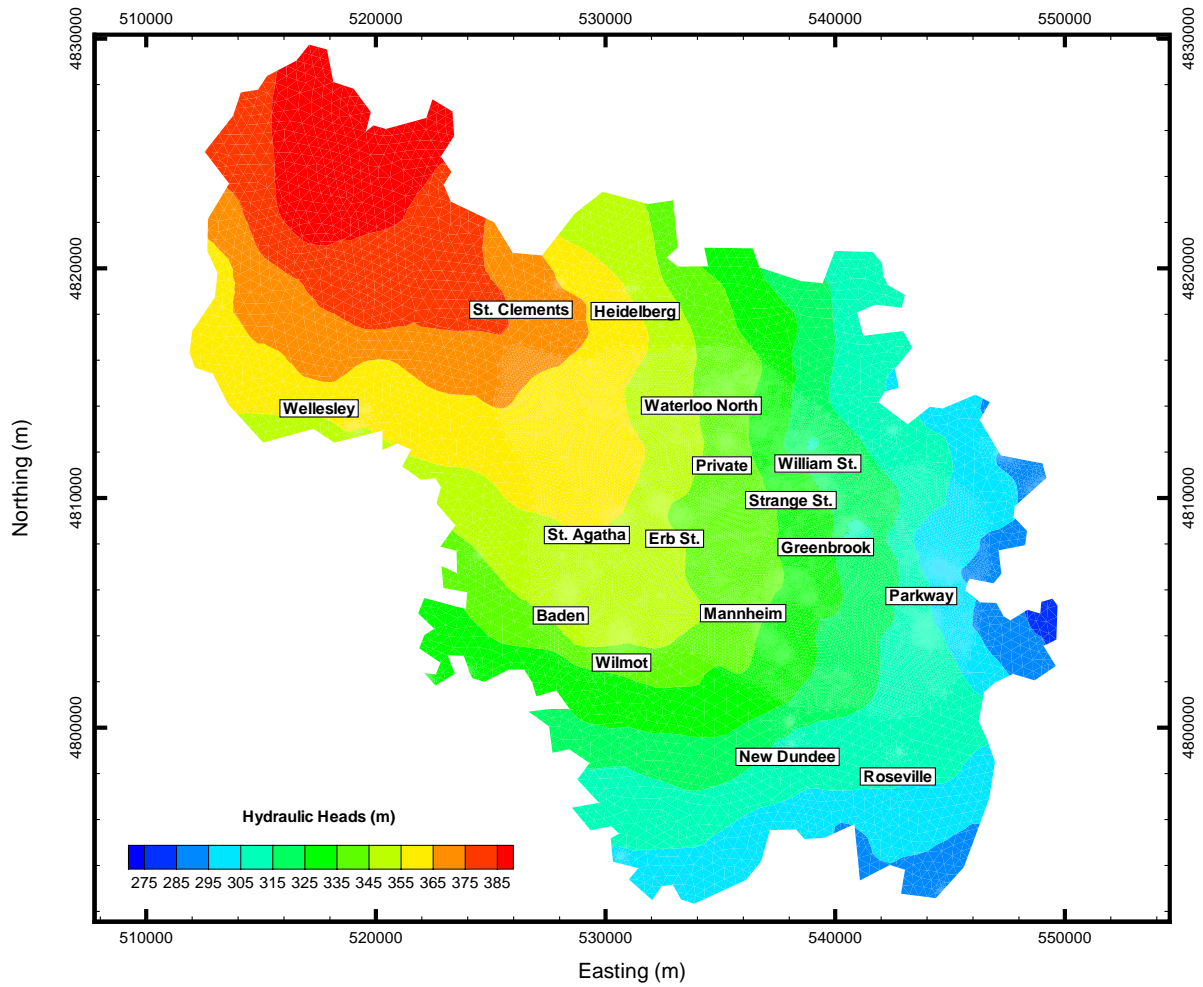 510000 520000 530000 540000 550000
4830000 4830000
4820000 4820000
St. Clements Heidelberg
Wellesley Waterloo North
Private William St.
4810000 4810000
Strange St.
St. Agatha Erb St. Greenbrook
Northing (m)
Parkway
Baden Mannheim
Wilmot
4800000 4800000
New Dundee
Roseville
Hydraulic Heads (m)
275 285 295 305 315 325 335 345 355 365 375 385
510000 520000 530000 540000 550000
Easting (m)